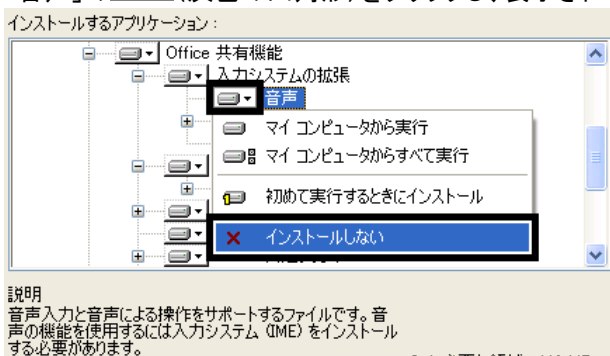 インストールするアプリケーション：
Office 共有機能
入力システムの拡張
音声
マイ コンピュータから実行
マイ コンピュータからすべて実行
初めて実行するときにインストール
インストールしない
説明
音声入力と音声による操作をサポートするファイルです。音
声の機能を使用するには入力システム (IME) をインストール
する必要があります。